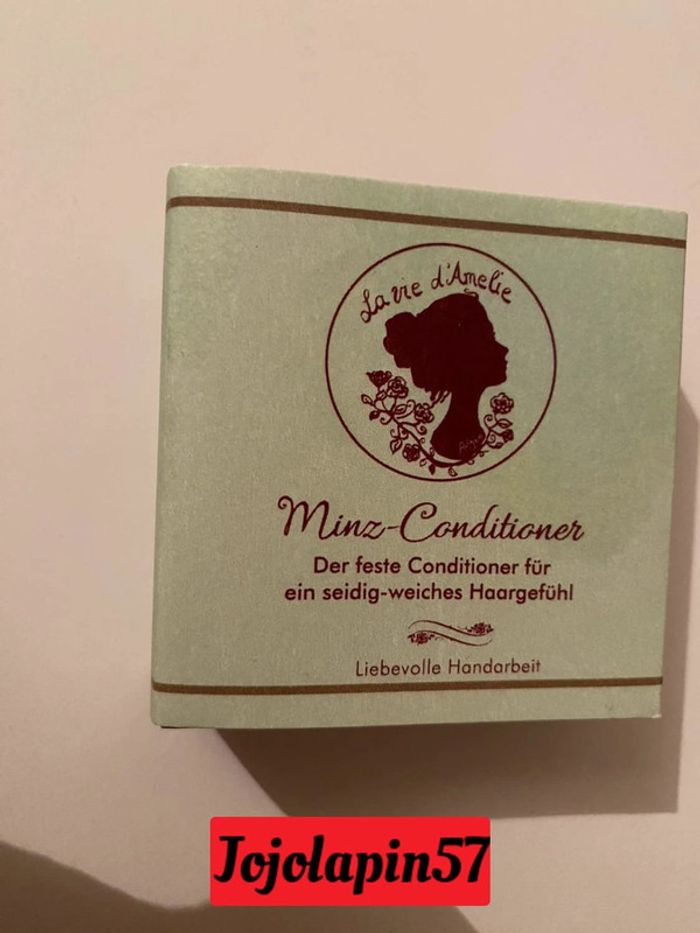 La vie d'Amelie
Minz-Conditioner
Der feste Conditioner für
ein seidig-weiches Haargefühl
Liebevolle Handarbeit
Jojolapin57